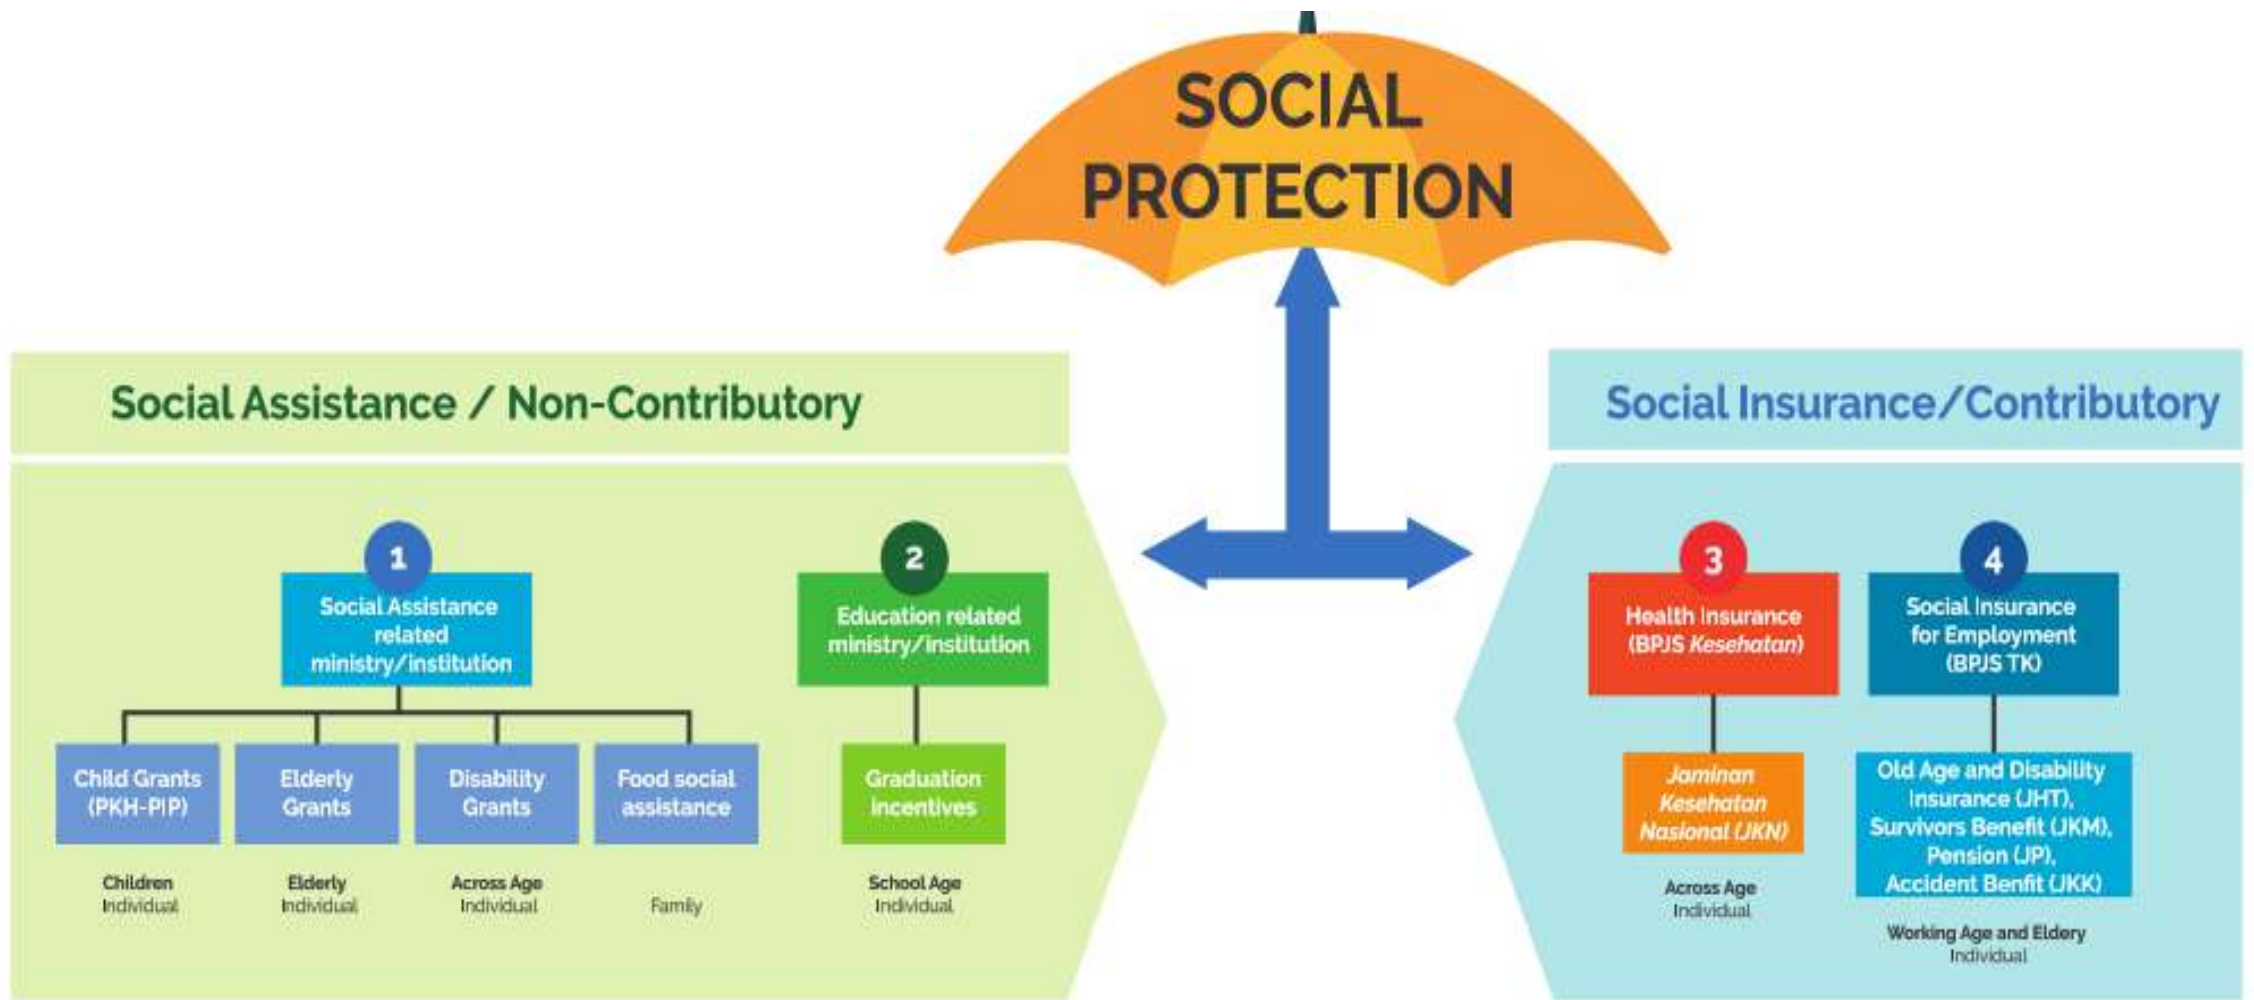 SOCIAL
PROTECTION
Social Assistance / Non-Contributory
1
Social Assistance
related
ministry/institution
Child Grants
(PKH-PIP)
Children
Individual
Elderly
Grants
Elderly
Individual
Disability
Grants
Across Age
Individual
Food social
assistance
Family
2
Education related
ministry/institution
Graduation
incentives
School Age
Individual
Social Insurance/Contributory
3
Health Insurance
(BPJS Kesehatan)
Jaminan
Kesehatan
Nasional (JKN)
Across Age
Individual
4
Social Insurance
for Employment
(BPJS TK)
Old Age and Disability
Insurance (JHT),
Survivors Benefit (JKM),
Pension (JP),
Accident Benfit (JKK)
Working Age and Eldery
Individual